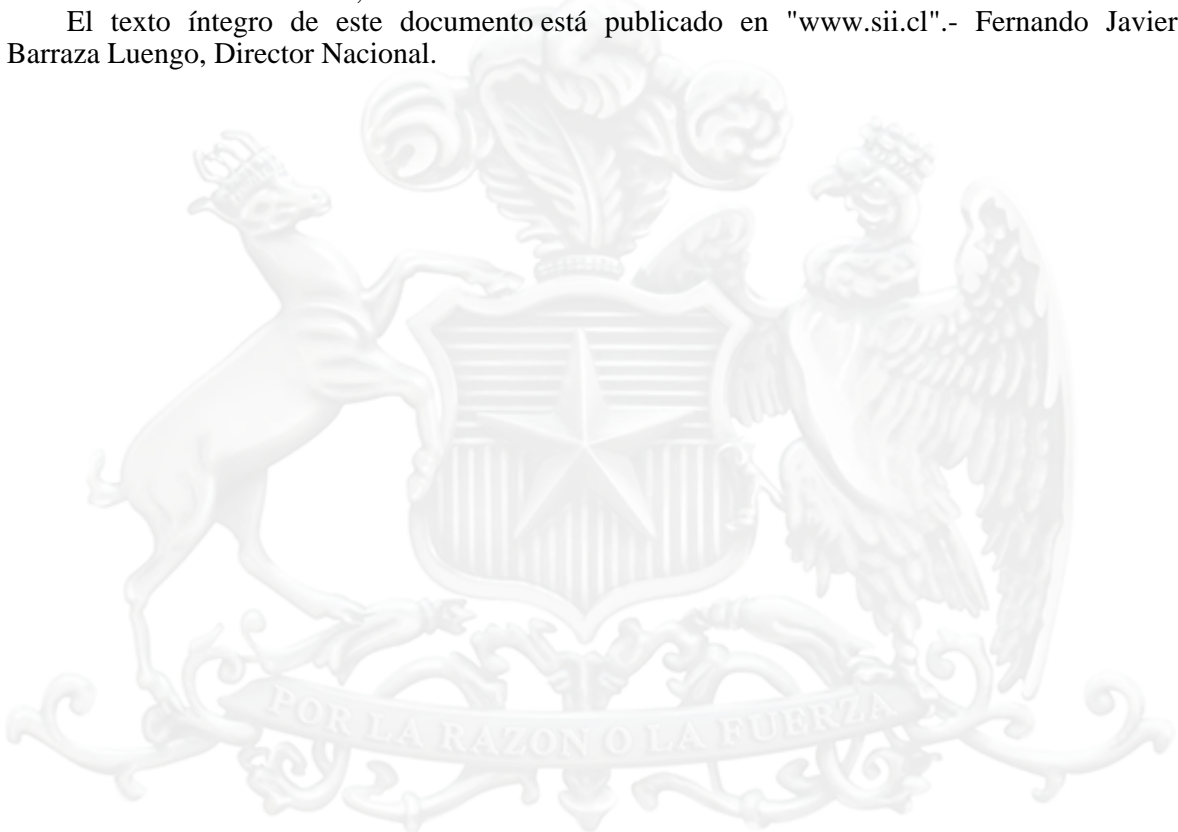 El texto íntegro de este documento está publicado en "www.sii.cl".- Fernando Javier
Barraza Luengo, Director Nacional.
POR LA RAZON O LA FUERZA